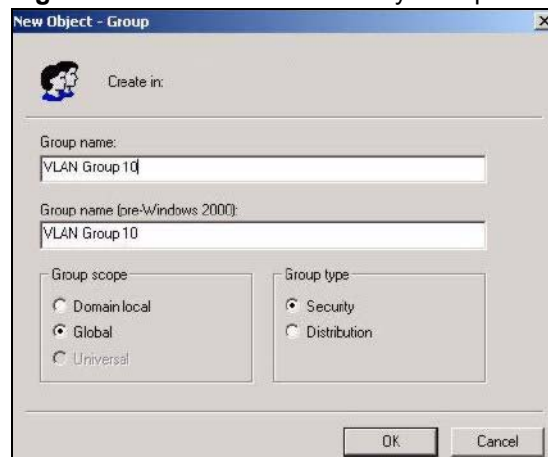 New Object - Group
Create in:
Group name:
VLAN Group 10
Group name (pre-Windows 2000):
VLAN Group 10
Group scope
Domain local
Global
Universal
Group type
Security
Distribution
OK
Cancel